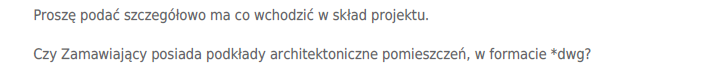 Proszę podać szczegółowo ma co wchodzić w skład projektu.
Czy Zamawiający posiada podkłady architektoniczne pomieszczeń, w formacie *dwg?